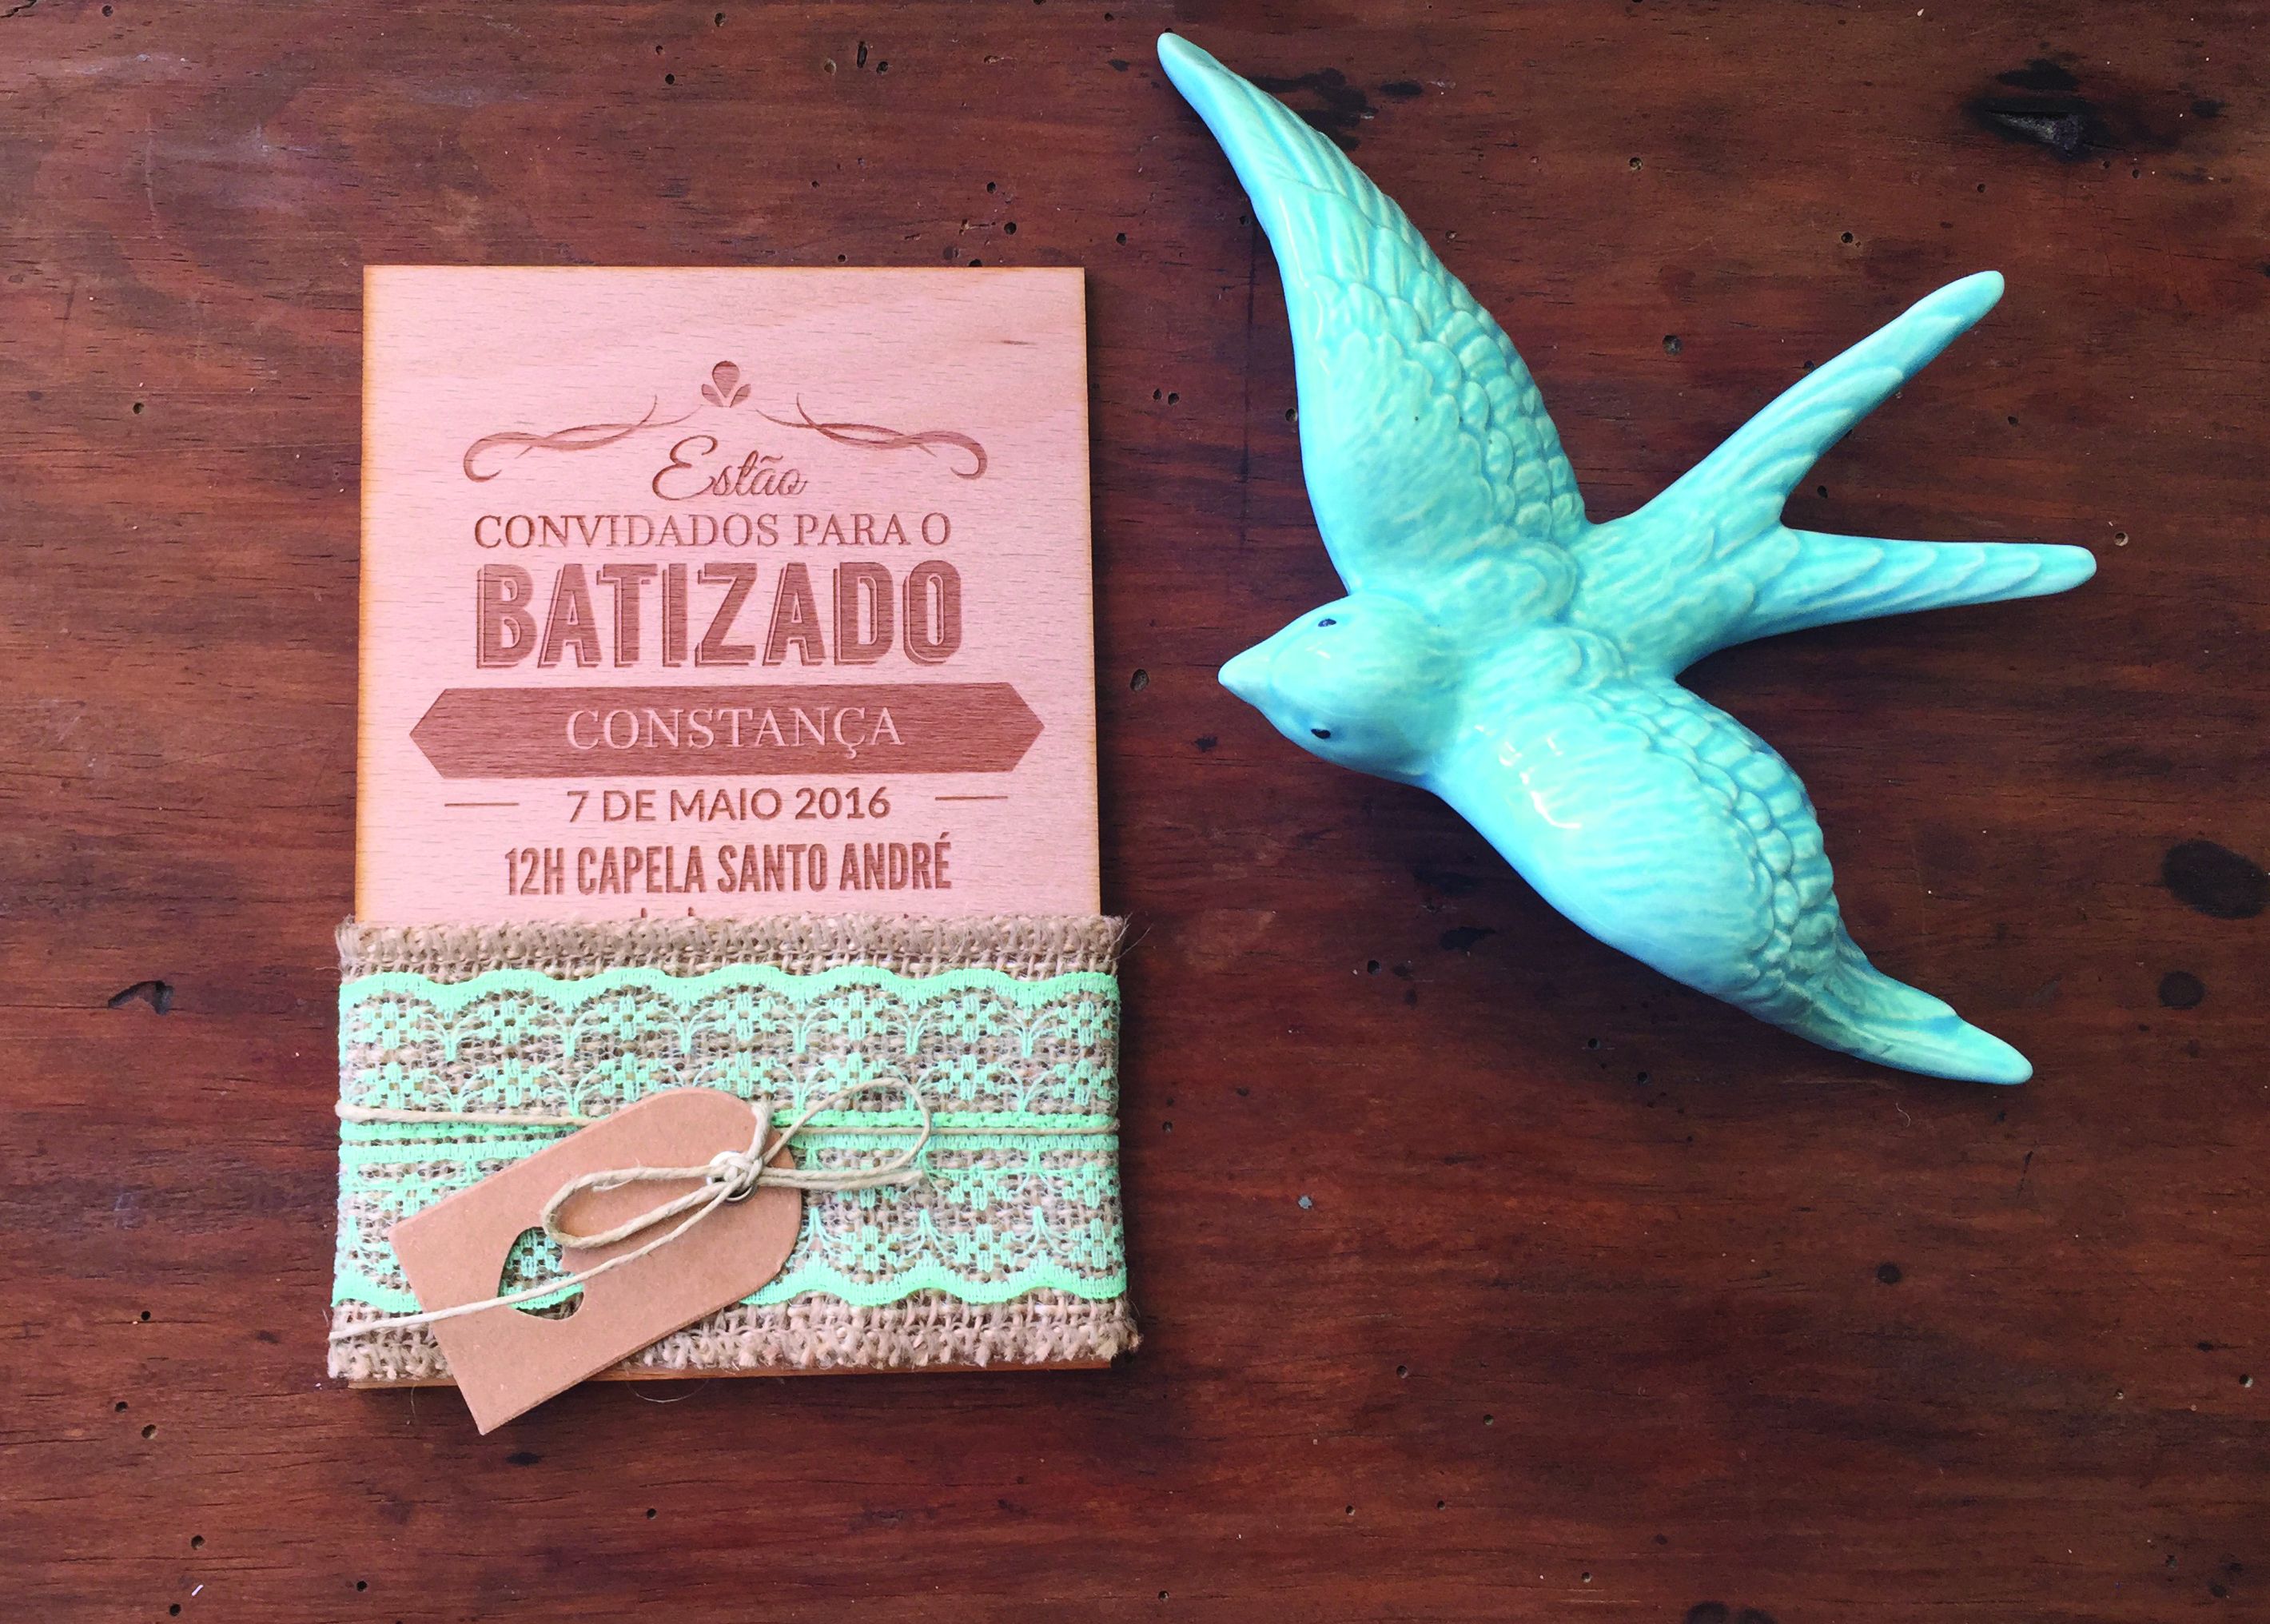 Estão
CONVIDADOS PARA O
BATIZADO
CONSTANÇA
7 DE MAIO 2016
12H CAPELA SANTO ANDRÉ